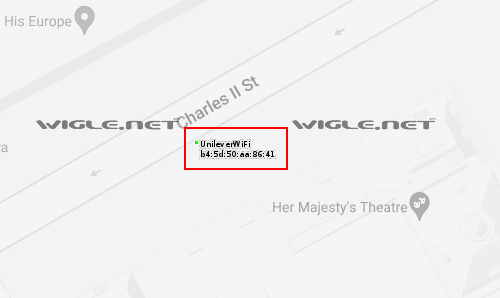 His Europe
Charles II St
WIGLE.NET
WIGLE.NET
UnileverWiFi
b4:5d:50:aa:86:41
ra
Her Majesty's Theatre